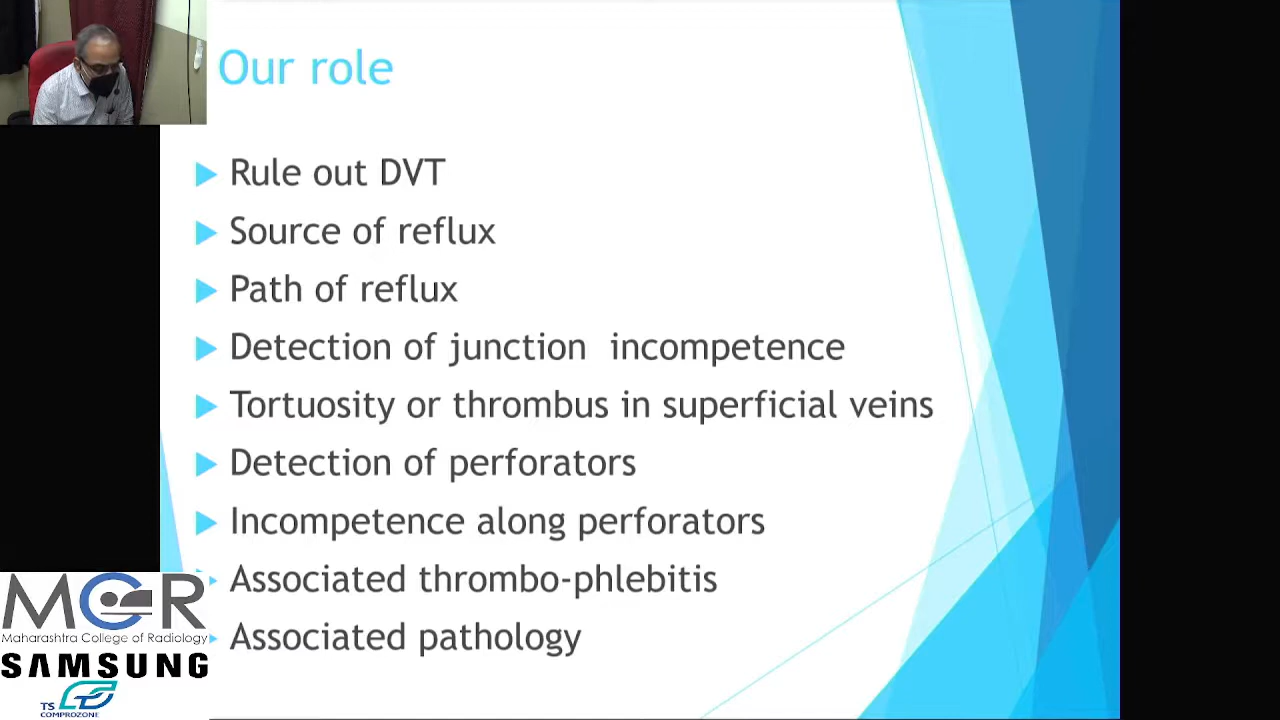 Our role
Rule out DVT
Source of reflux
Path of reflux
Detection of junction  incompetence
Tortuosity or thrombus in superficial veins
Detection of perforators
Incompetence along perforators
Associated thrombo-phlebitis
Associated pathology
MCR
Maharashtra College of Radiology
SAMSUNG
TS
COMPROZONE